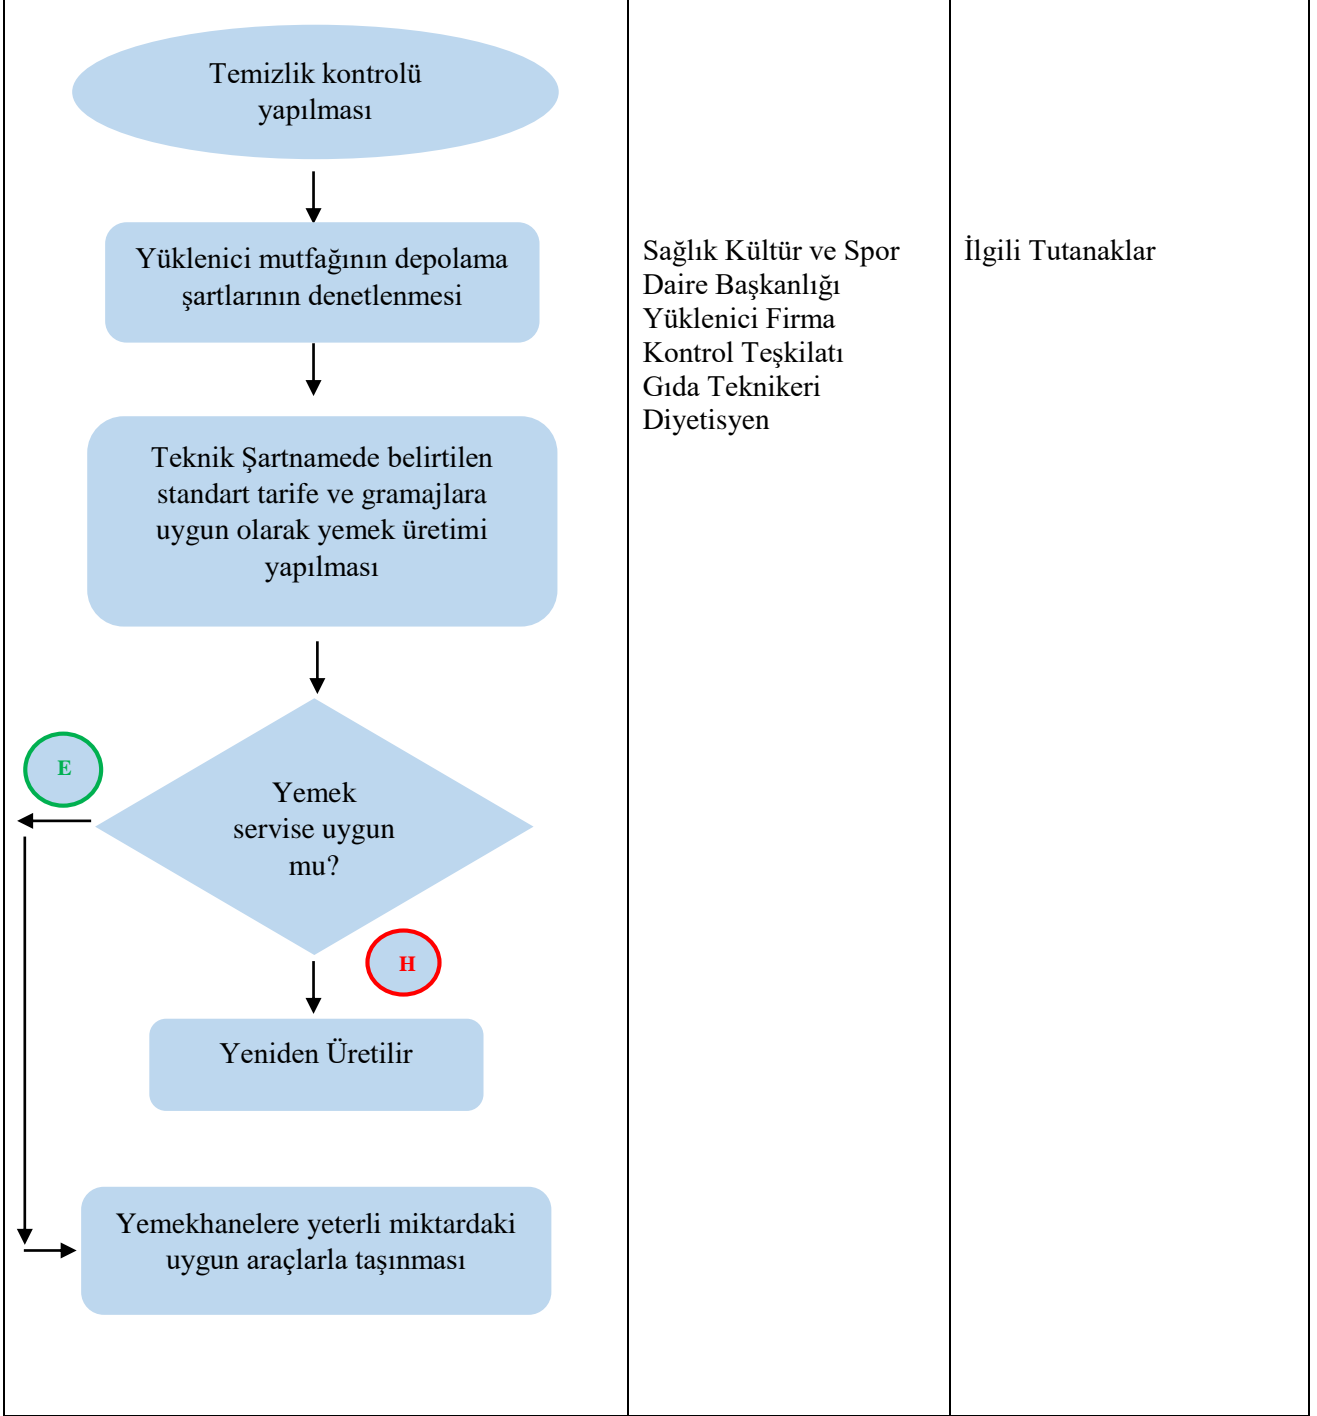 Temizlik kontrolü
yapılması
Yüklenici mutfağının depolama
şartlarının denetlenmesi
Teknik Şartnamede belirtilen
standart tarife ve gramajlara
uygun olarak yemek üretimi
yapılması
E
Yemek
servise uygun
mu?
H
Yeniden Üretilir
Yemekhanelere yeterli miktardaki
uygun araçlarla taşınması
Sağlık Kültür ve Spor
Daire Başkanlığı
Yüklenici Firma
Kontrol Teşkilatı
Gıda Teknikeri
Diyetisyen
İlgili Tutanaklar